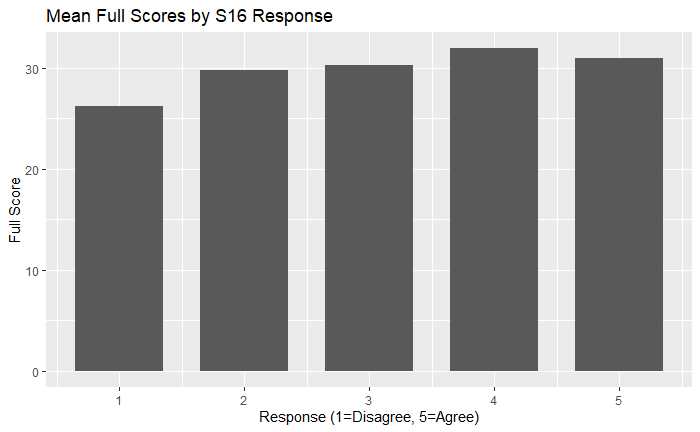 Mean Full Scores by S16 Response
Full Score
30
20
10
0
1 2 3 4 5
Response (1=Disagree, 5=Agree)